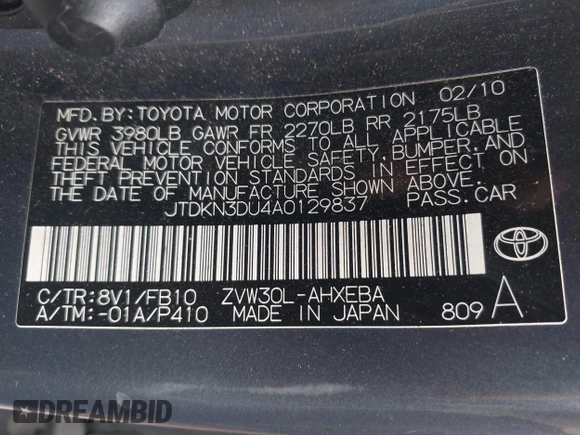 MFD. BY: TOYOTA MOTOR CORPORATION 02/10
GVWR 3980LB GAWR FR 2270LB RR 2175LB
THIS VEHICLE CONFORMS TO ALL APPLICABLE
FEDERAL MOTOR VEHICLE SAFETY, BUMPER, AND
THEFT PREVENTION STANDARDS IN EFFECT ON
THE DATE OF MANUFACTURE SHOWN ABOVE.
JTDKN3DU4A0129837 PASS. CAR
C/TR: 8V1/FB10 ZVW30L-AHXEBA
A/TM: -01A/P410 MADE IN JAPAN 809 A
DREAMBID